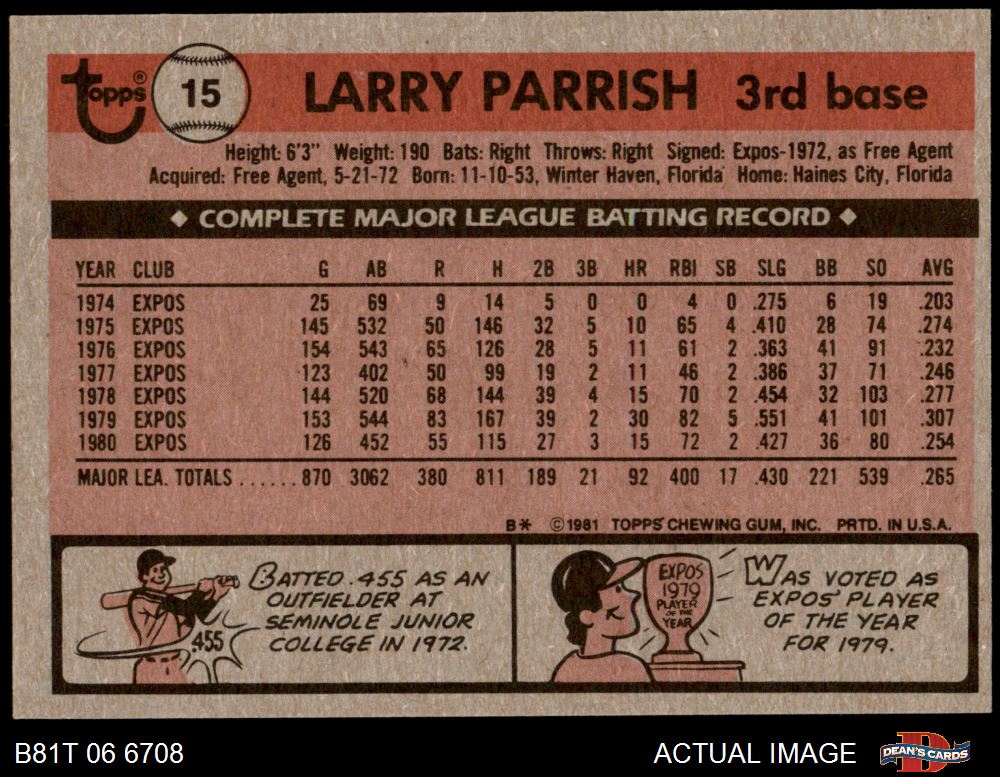 Topps® 15 LARRY PARRISH 3rd base
Height: 6'3" Weight: 190 Bats: Right Throws: Right Signed: Expos-1972, as Free Agent
Acquired: Free Agent, 5-21-72 Born: 11-10-53, Winter Haven, Florida Home: Haines City, Florida
◆ COMPLETE MAJOR LEAGUE BATTING RECORD ◆
YEAR CLUB G AB R H 2B 3B HR RBI SB SLG BB SO AVG
1974 EXPOS 25 69 9 14 5 0 0 4 0 .275 6 19 .203
1975 EXPOS 145 532 50 146 32 5 10 65 4 .410 28 74 .274
1976 EXPOS 154 543 65 126 28 5 11 61 2 .363 41 91 .232
1977 EXPOS 123 402 50 99 19 2 11 46 2 .386 37 71 .246
1978 EXPOS 144 520 68 144 39 4 15 70 2 .454 32 103 .277
1979 EXPOS 153 544 83 167 39 2 30 82 5 .551 41 101 .307
1980 EXPOS 126 452 55 115 27 3 15 72 2 .427 36 80 .254
MAJOR LEA. TOTALS ...... 870 3062 380 811 189 21 92 400 17 .430 221 539 .265
B* ©1981 TOPPS CHEWING GUM, INC. PRTD. IN U.S.A.
.455
BATTED .455 AS AN
OUTFIELDER AT
SEMINOLE JUNIOR
COLLEGE IN 1972.
EXPOS
1979
PLAYER
OF THE
YEAR
WAS VOTED AS
EXPOS' PLAYER
OF THE YEAR
FOR 1979.
B81T 06 6708 ACTUAL IMAGE DEAN'S CARDS